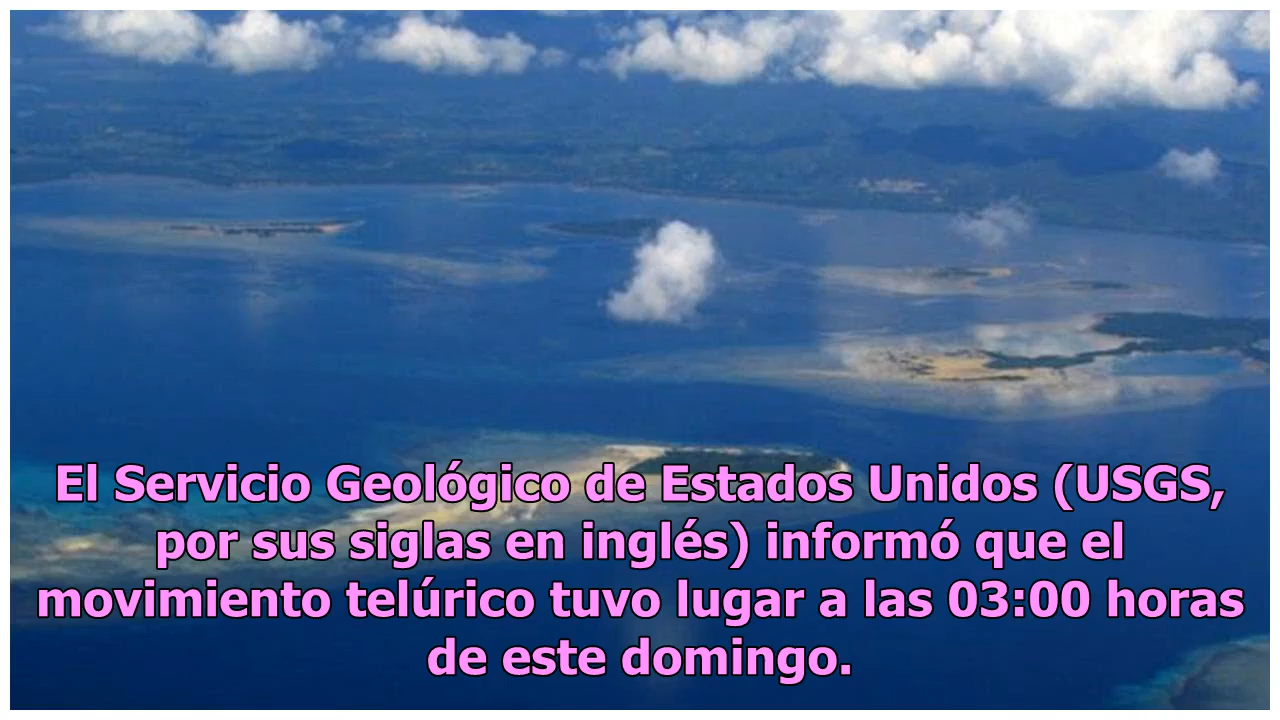 El Servicio Geológico de Estados Unidos (USGS,
por sus siglas en inglés) informó que el
movimiento telúrico tuvo lugar a las 03:00 horas
de este domingo.